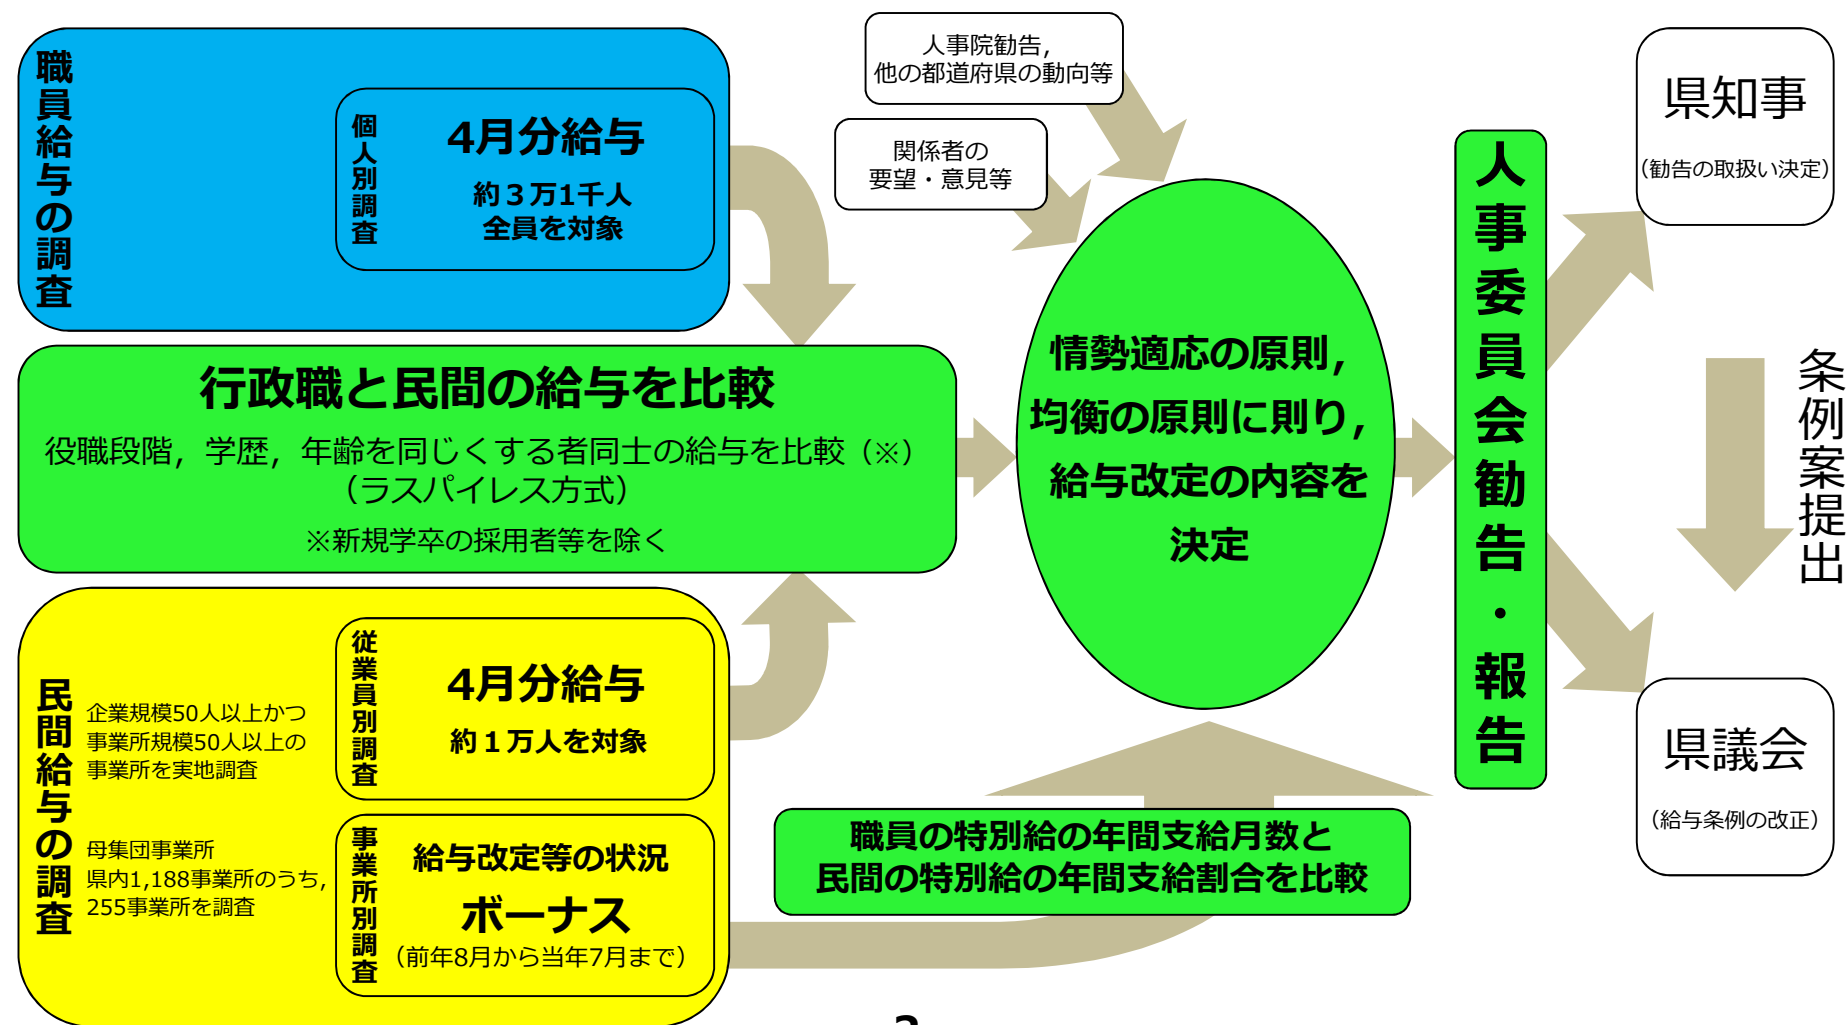 職員給与の調査
個人別調査
4月分給与
約３万1千人
全員を対象
行政職と民間の給与を比較
役職段階，学歴，年齢を同じくする者同士の給与を比較（※）
（ラスパイレス方式）
※新規学卒の採用者等を除く
民間給与の調査
企業規模50人以上かつ
事業所規模50人以上の
事業所を実地調査
母集団事業所
県内1,188事業所のうち，
255事業所を調査
従業員別調査
4月分給与
約１万人を対象
事業所別調査
給与改定等の状況
ボーナス
（前年8月から当年7月まで）
人事院勧告，
他の都道府県の動向等
関係者の
要望・意見等
情勢適応の原則，
均衡の原則に則り，
給与改定の内容を
決定
職員の特別給の年間支給月数と
民間の特別給の年間支給割合を比較
人事委員会勧告・報告
県知事
（勧告の取扱い決定）
条例案提出
県議会
（給与条例の改正）